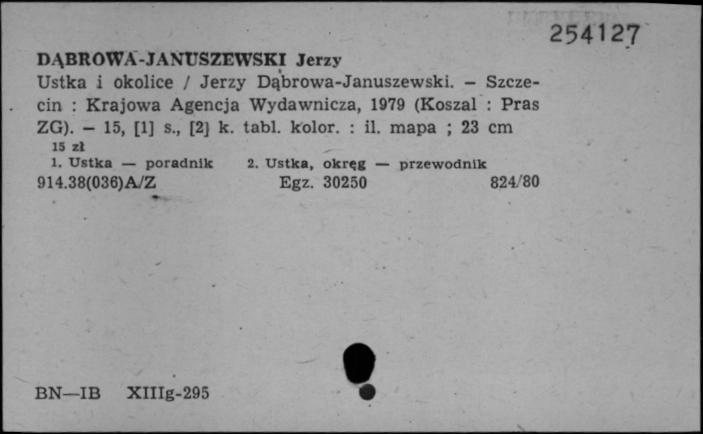 254127
DĄBROWA-JANUSZEWSKI Jerzy
Ustka i okolice / Jerzy Dąbrowa-Januszewski. — Szcze-
cin : Krajowa Agencja Wydawnicza, 1979 (Koszal : Pras
ZG). — 15, [1] s., [2] k. tabl. kolor. : il. mapa ; 23 cm
15 zł
1. Ustka — poradnik 2. Ustka, okręg — przewodnik
914.38(036)A/Z Egz. 30250 824/80
BN—IB XIIIg-295